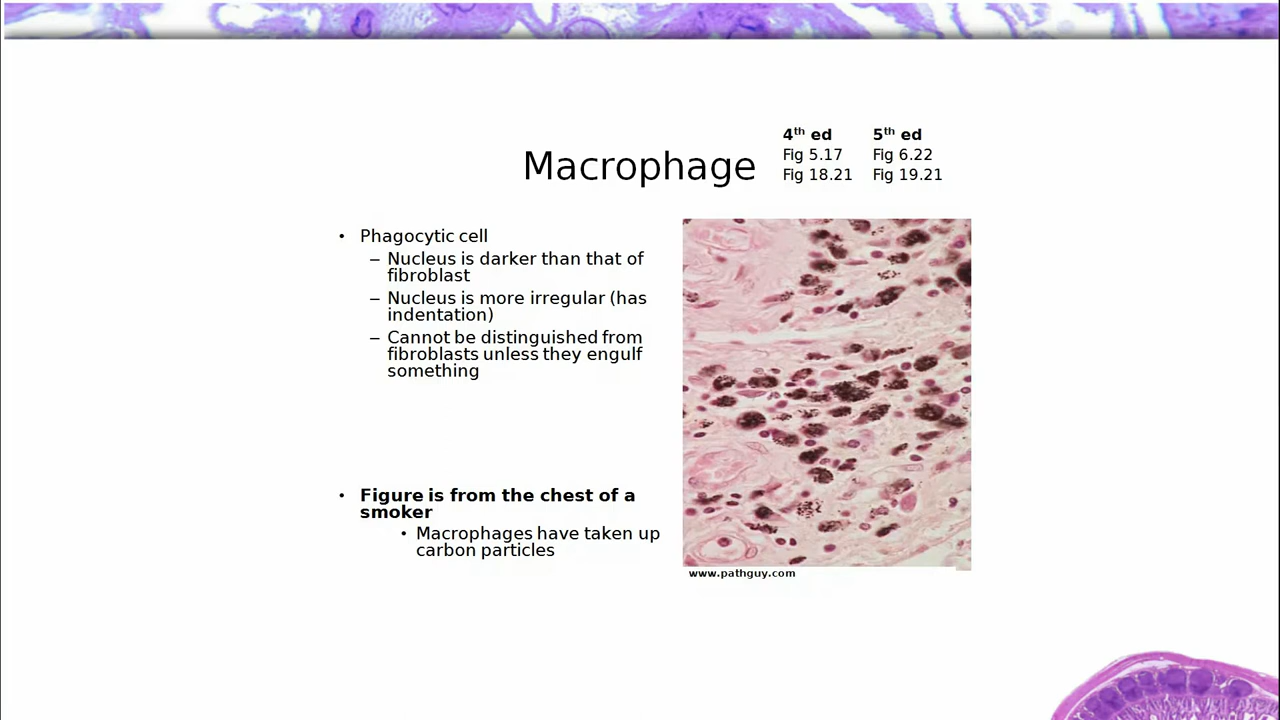 Macrophage
4th ed
Fig 5.17
Fig 18.21
5th ed
Fig 6.22
Fig 19.21
• Phagocytic cell
– Nucleus is darker than that of
fibroblast
– Nucleus is more irregular (has
indentation)
– Cannot be distinguished from
fibroblasts unless they engulf
something
• Figure is from the chest of a
smoker
• Macrophages have taken up
carbon particles
www.pathguy.com